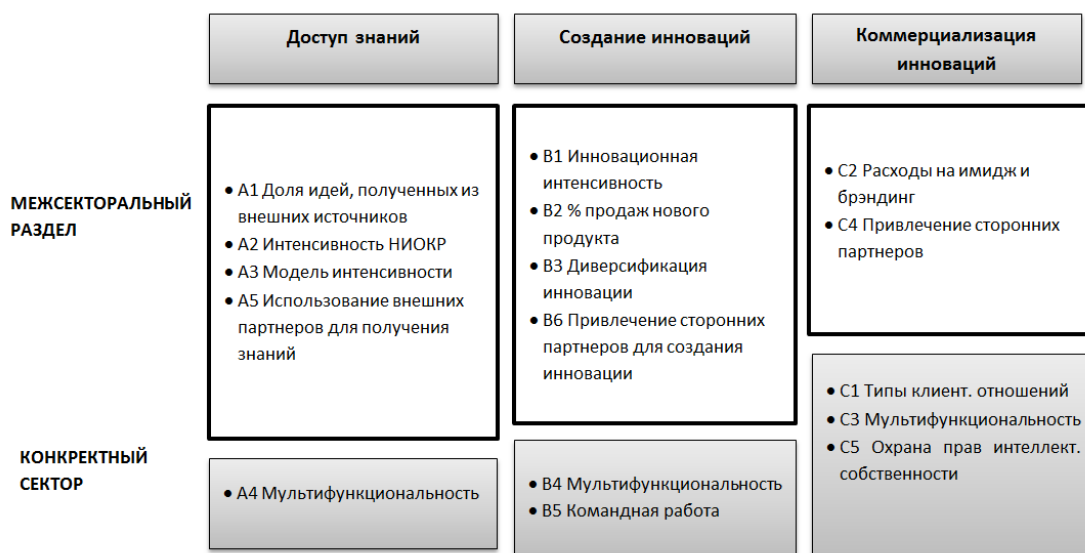 Доступ знаний
Создание инноваций
Коммерциализация
инноваций
МЕЖСЕКТОРАЛЬНЫЙ
РАЗДЕЛ
• А1 Доля идей, полученных из
внешних источников
• А2 Интенсивность НИОКР
• А3 Модель интенсивности
• А5 Использование внешних
партнеров для получения
знаний
• В1 Инновационная
интенсивность
• В2 % продаж нового
продукта
• В3 Диверсификация
инновации
• В6 Привлечение сторонних
партнеров для создания
инновации
• С2 Расходы на имидж и
брэндинг
• С4 Привлечение сторонних
партнеров
КОНКРЕКТНЫЙ
СЕКТОР
• А4 Мультифункциональность
• В4 Мультифункциональность
• В5 Командная работа
• С1 Типы клиент. отношений
• С3 Мультифункциональность
• С5 Охрана прав интеллект.
собственности